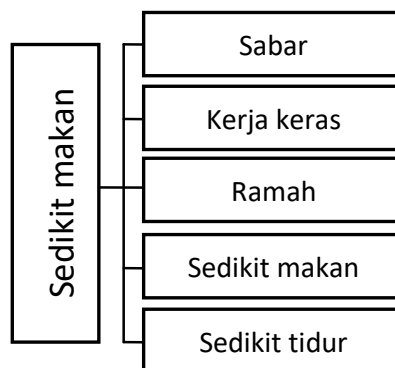 Sedikit makan
Sabar
Kerja keras
Ramah
Sedikit makan
Sedikit tidur